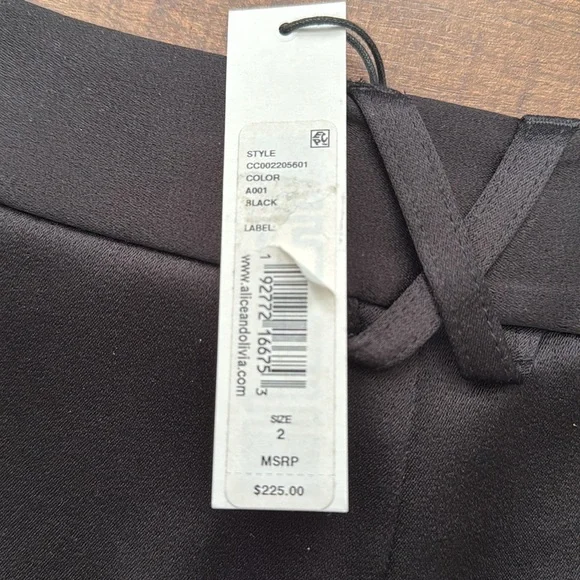 STYLE
CC002205601
COLOR
A001
BLACK
LABEL:
1 92772 16675 3
www.aliceandolivia.com
SIZE
2
MSRP
$225.00